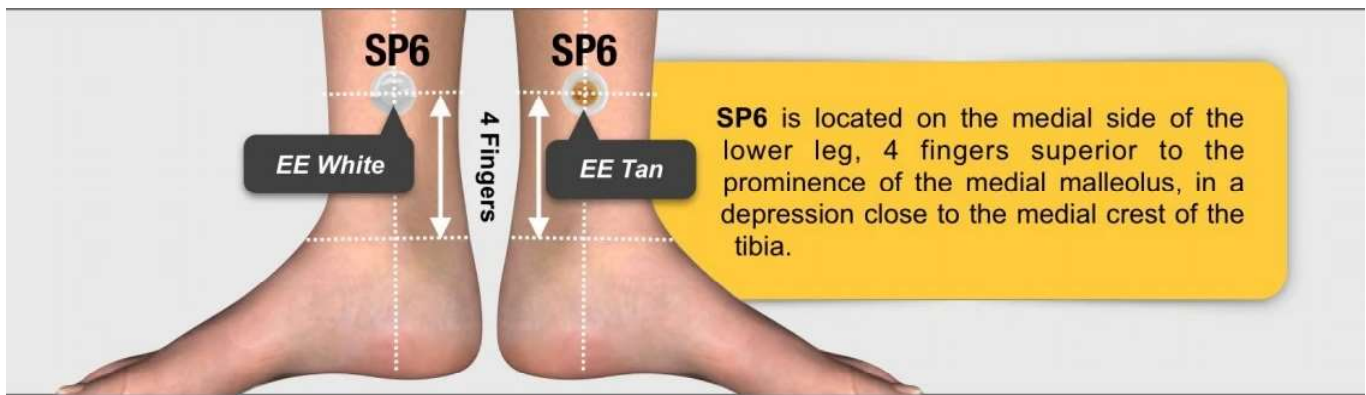 SP6
SP6
4 Fingers
EE White
EE Tan
SP6 is located on the medial side of the
lower leg, 4 fingers superior to the
prominence of the medial malleolus, in a
depression close to the medial crest of the
tibia.